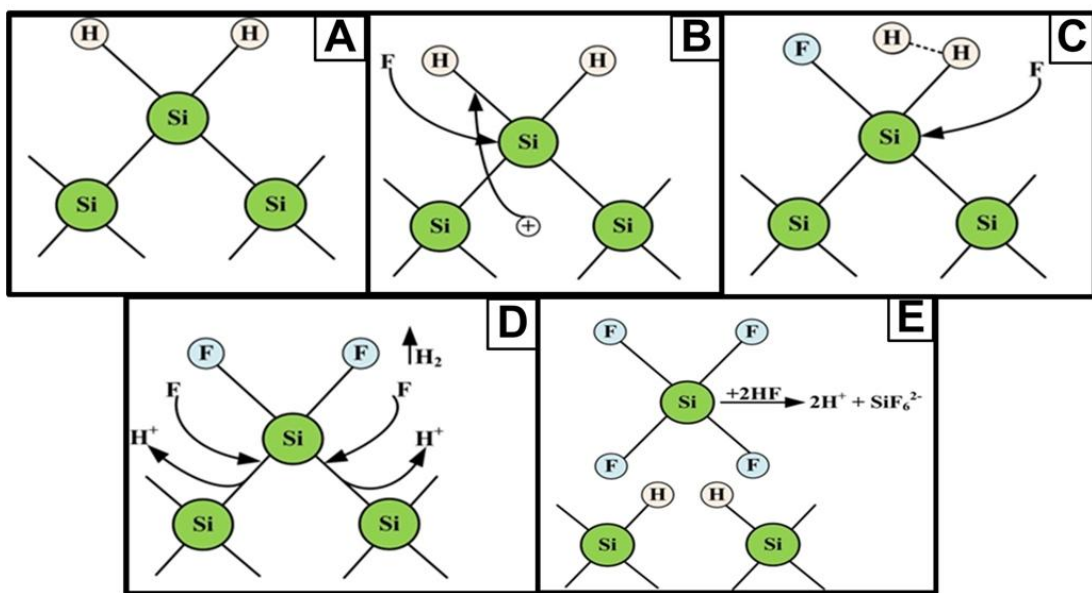 A
H H
Si
Si Si
B
F H H
Si
Si + Si
C
F H H
F
Si
Si Si
D
F F H₂
F F
H⁺ Si H⁺
Si Si
E
F F
Si +2HF 2H⁺ + SiF₆²⁻
F F
H H
Si Si